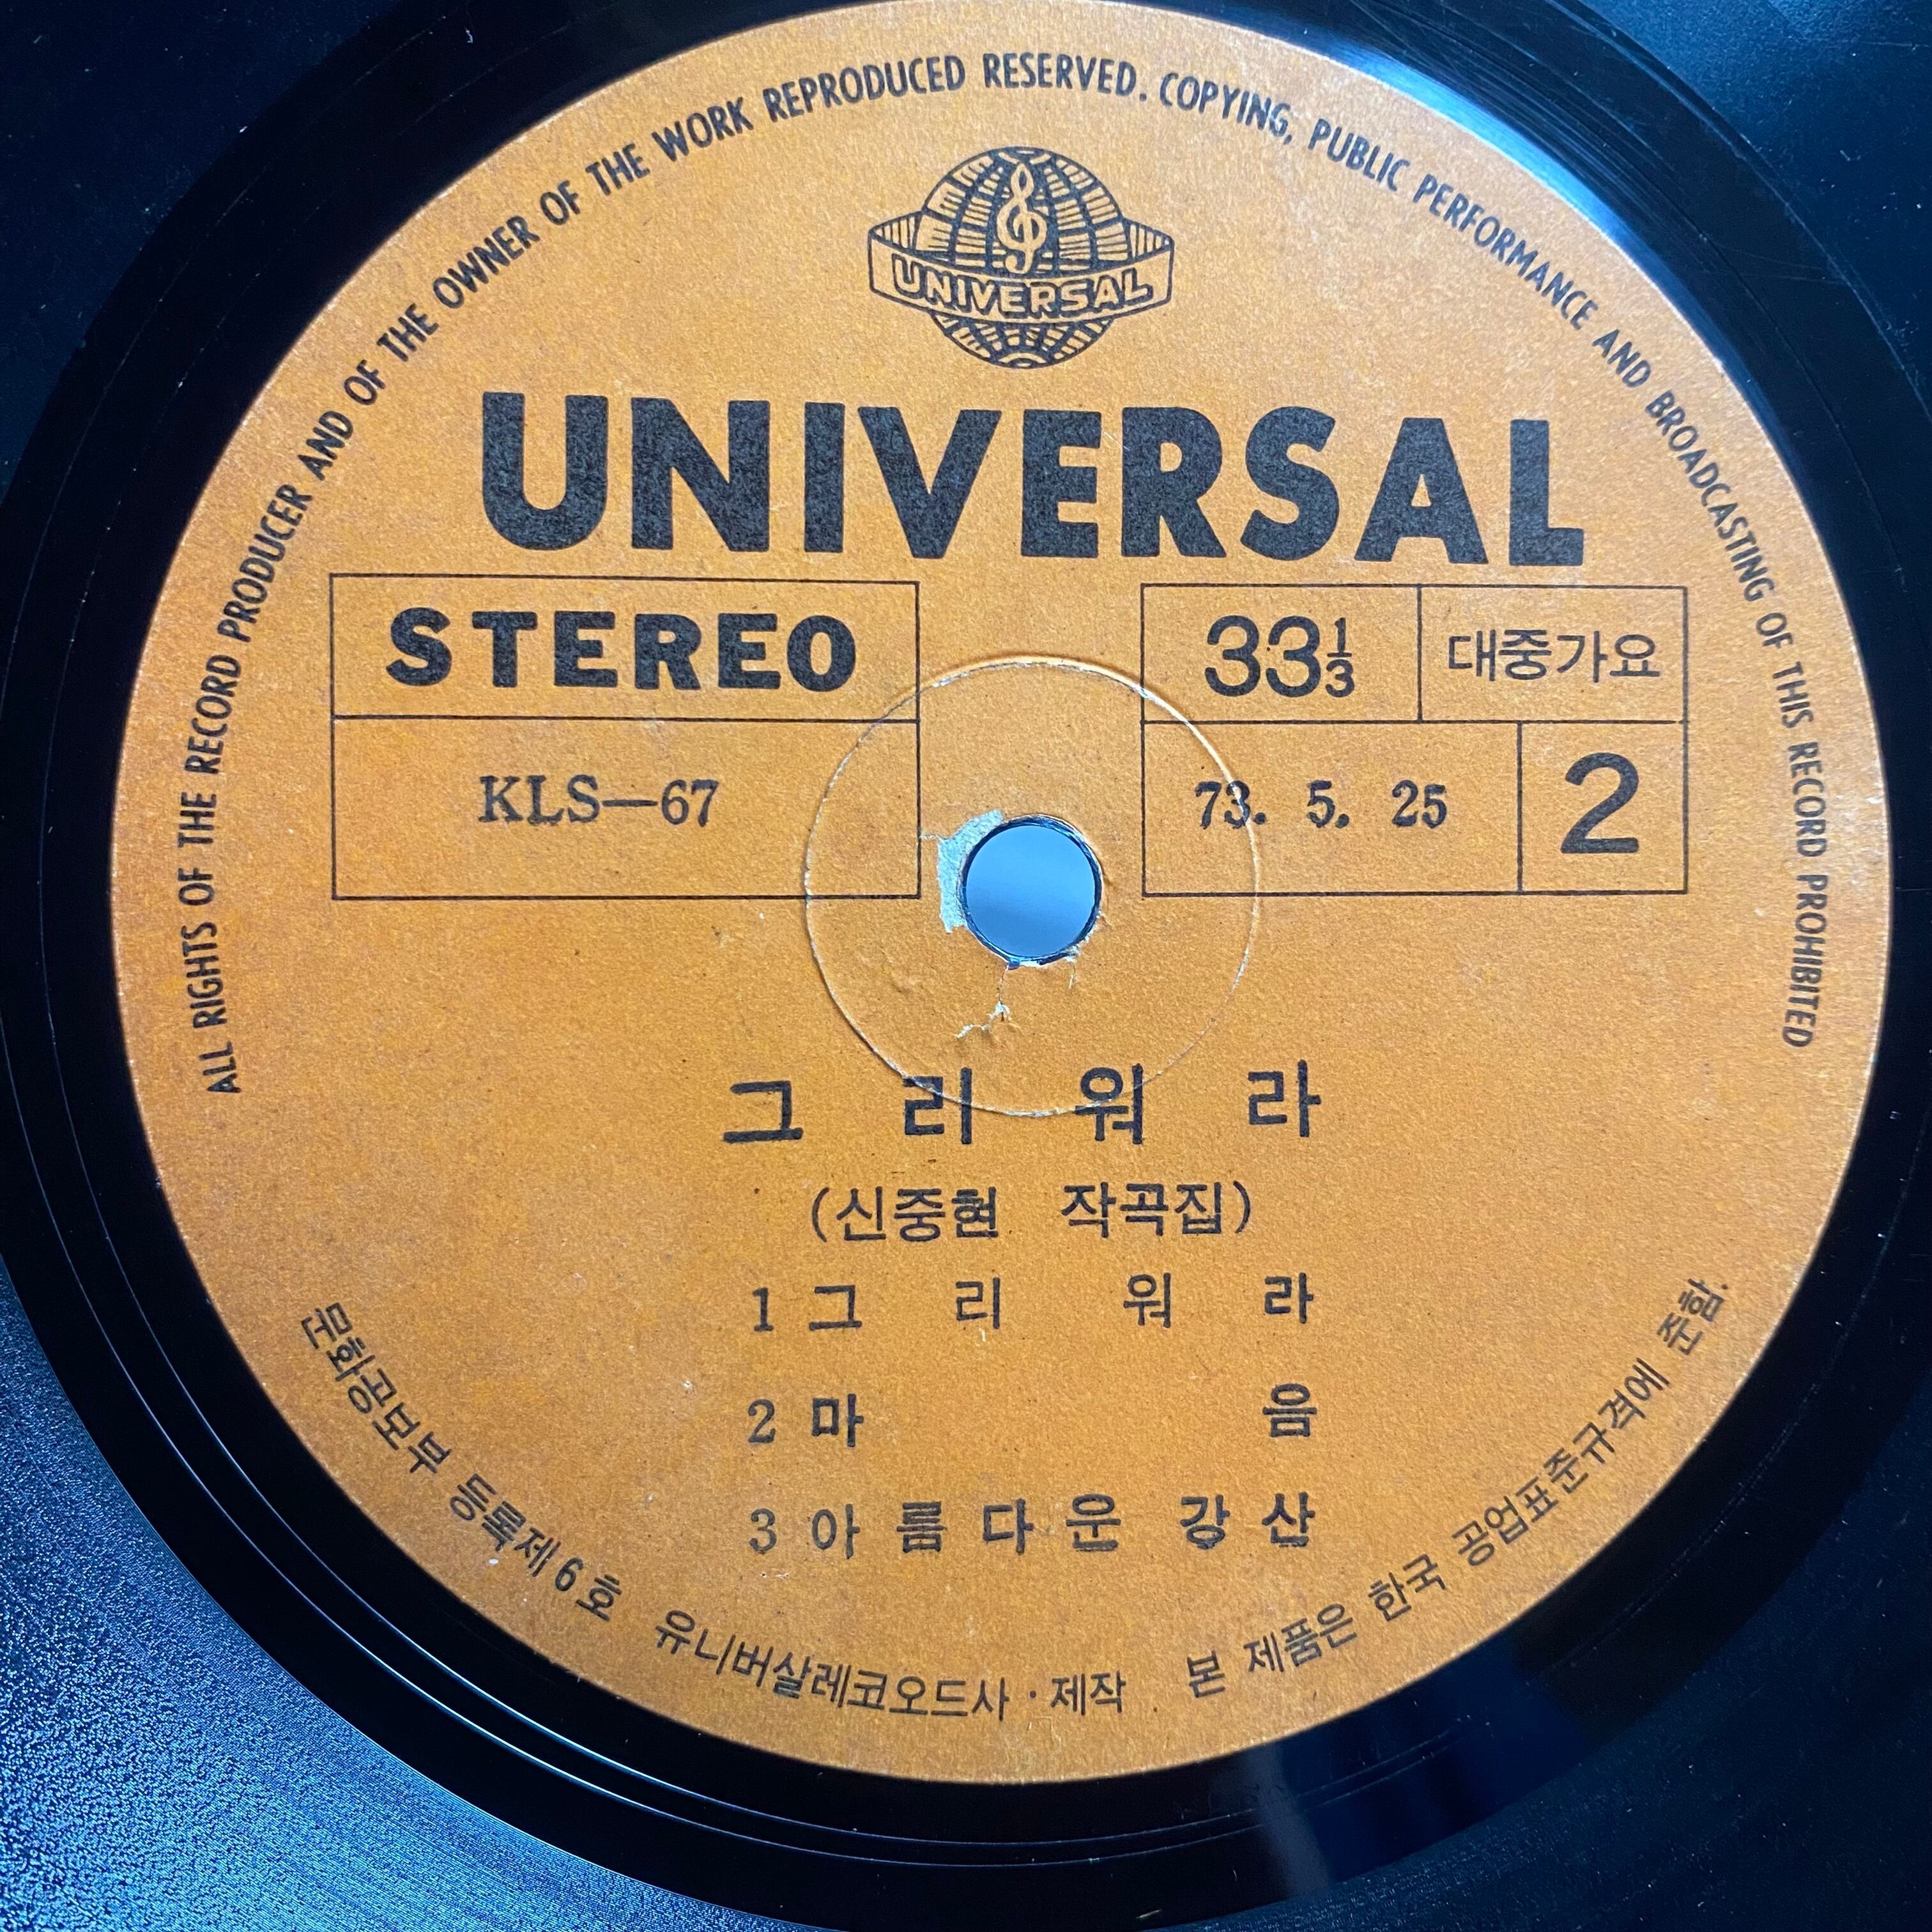 ALL RIGHTS OF THE RECORD PRODUCER AND OF THE OWNER OF THE WORK REPRODUCED RESERVED. COPYING, PUBLIC PERFORMANCE AND BROADCASTING OF THIS RECORD PROHIBITED
UNIVERSAL
UNIVERSAL
STEREO
33⅓
대중가요
KLS—67
73. 5. 25
2
그리워라
(신중현 작곡집)
1 그리워라
2 마음
3 아름다운 강산
문화공보부 등록제6호 유니버살레코오드사·제작 본 제품은 한국 공업표준규격에 준함.